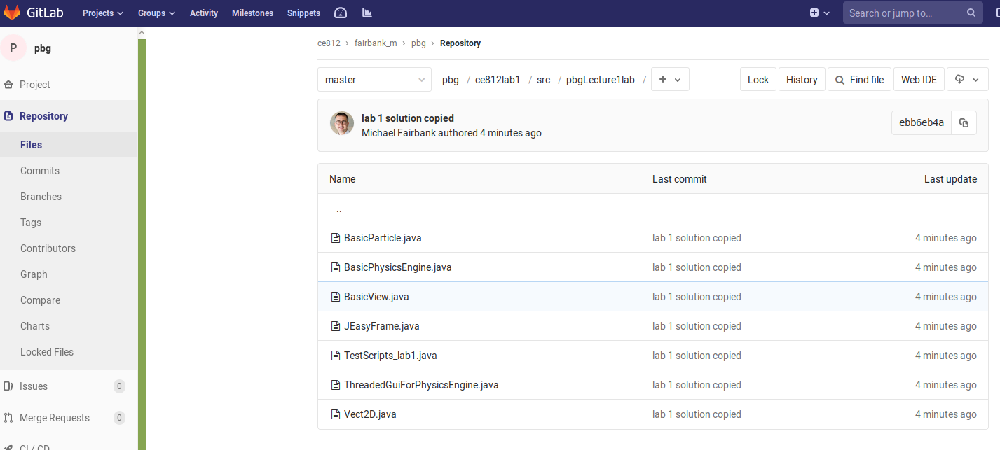 GitLab Projects Groups Activity Milestones Snippets Search or jump to...
P pbg
Project
Repository
Files
Commits
Branches
Tags
Contributors
Graph
Compare
Charts
Locked Files
Issues 0
Merge Requests 0
CI / CD
ce812 > fairbank_m > pbg > Repository
master pbg / ce812lab1 / src / pbgLecture1lab / + Lock History Find file Web IDE
lab 1 solution copied
Michael Fairbank authored 4 minutes ago
ebb6eb4a
Name Last commit Last update
..
BasicParticle.java lab 1 solution copied 4 minutes ago
BasicPhysicsEngine.java lab 1 solution copied 4 minutes ago
BasicView.java lab 1 solution copied 4 minutes ago
JEasyFrame.java lab 1 solution copied 4 minutes ago
TestScripts_lab1.java lab 1 solution copied 4 minutes ago
ThreadedGuiForPhysicsEngine.java lab 1 solution copied 4 minutes ago
Vect2D.java lab 1 solution copied 4 minutes ago